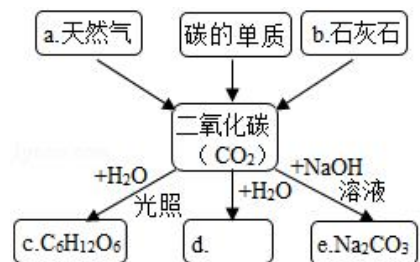 a.天然气
碳的单质
b.石灰石
二氧化碳
（CO₂）
+H₂O
光照
+H₂O
+NaOH
溶液
c.C₆H₁₂O₆
d.
e.Na₂CO₃